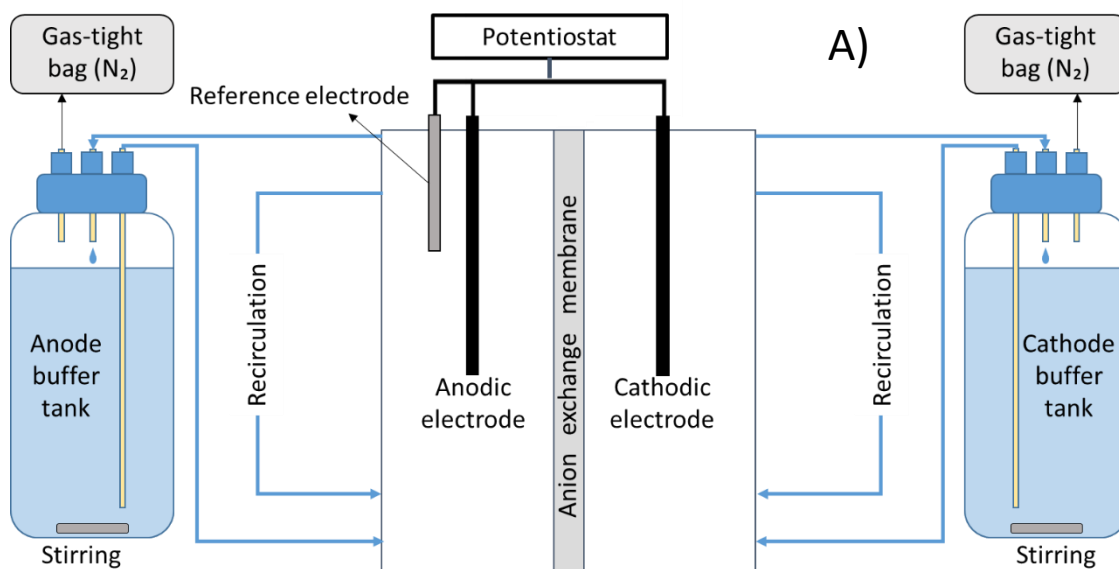 Gas-tight
bag (N₂)
Potentiostat
A)
Gas-tight
bag (N₂)
Reference electrode
Recirculation
Anion exchange membrane
Recirculation
Anode
buffer
tank
Anodic
electrode
Cathodic
electrode
Cathode
buffer
tank
Stirring
Stirring